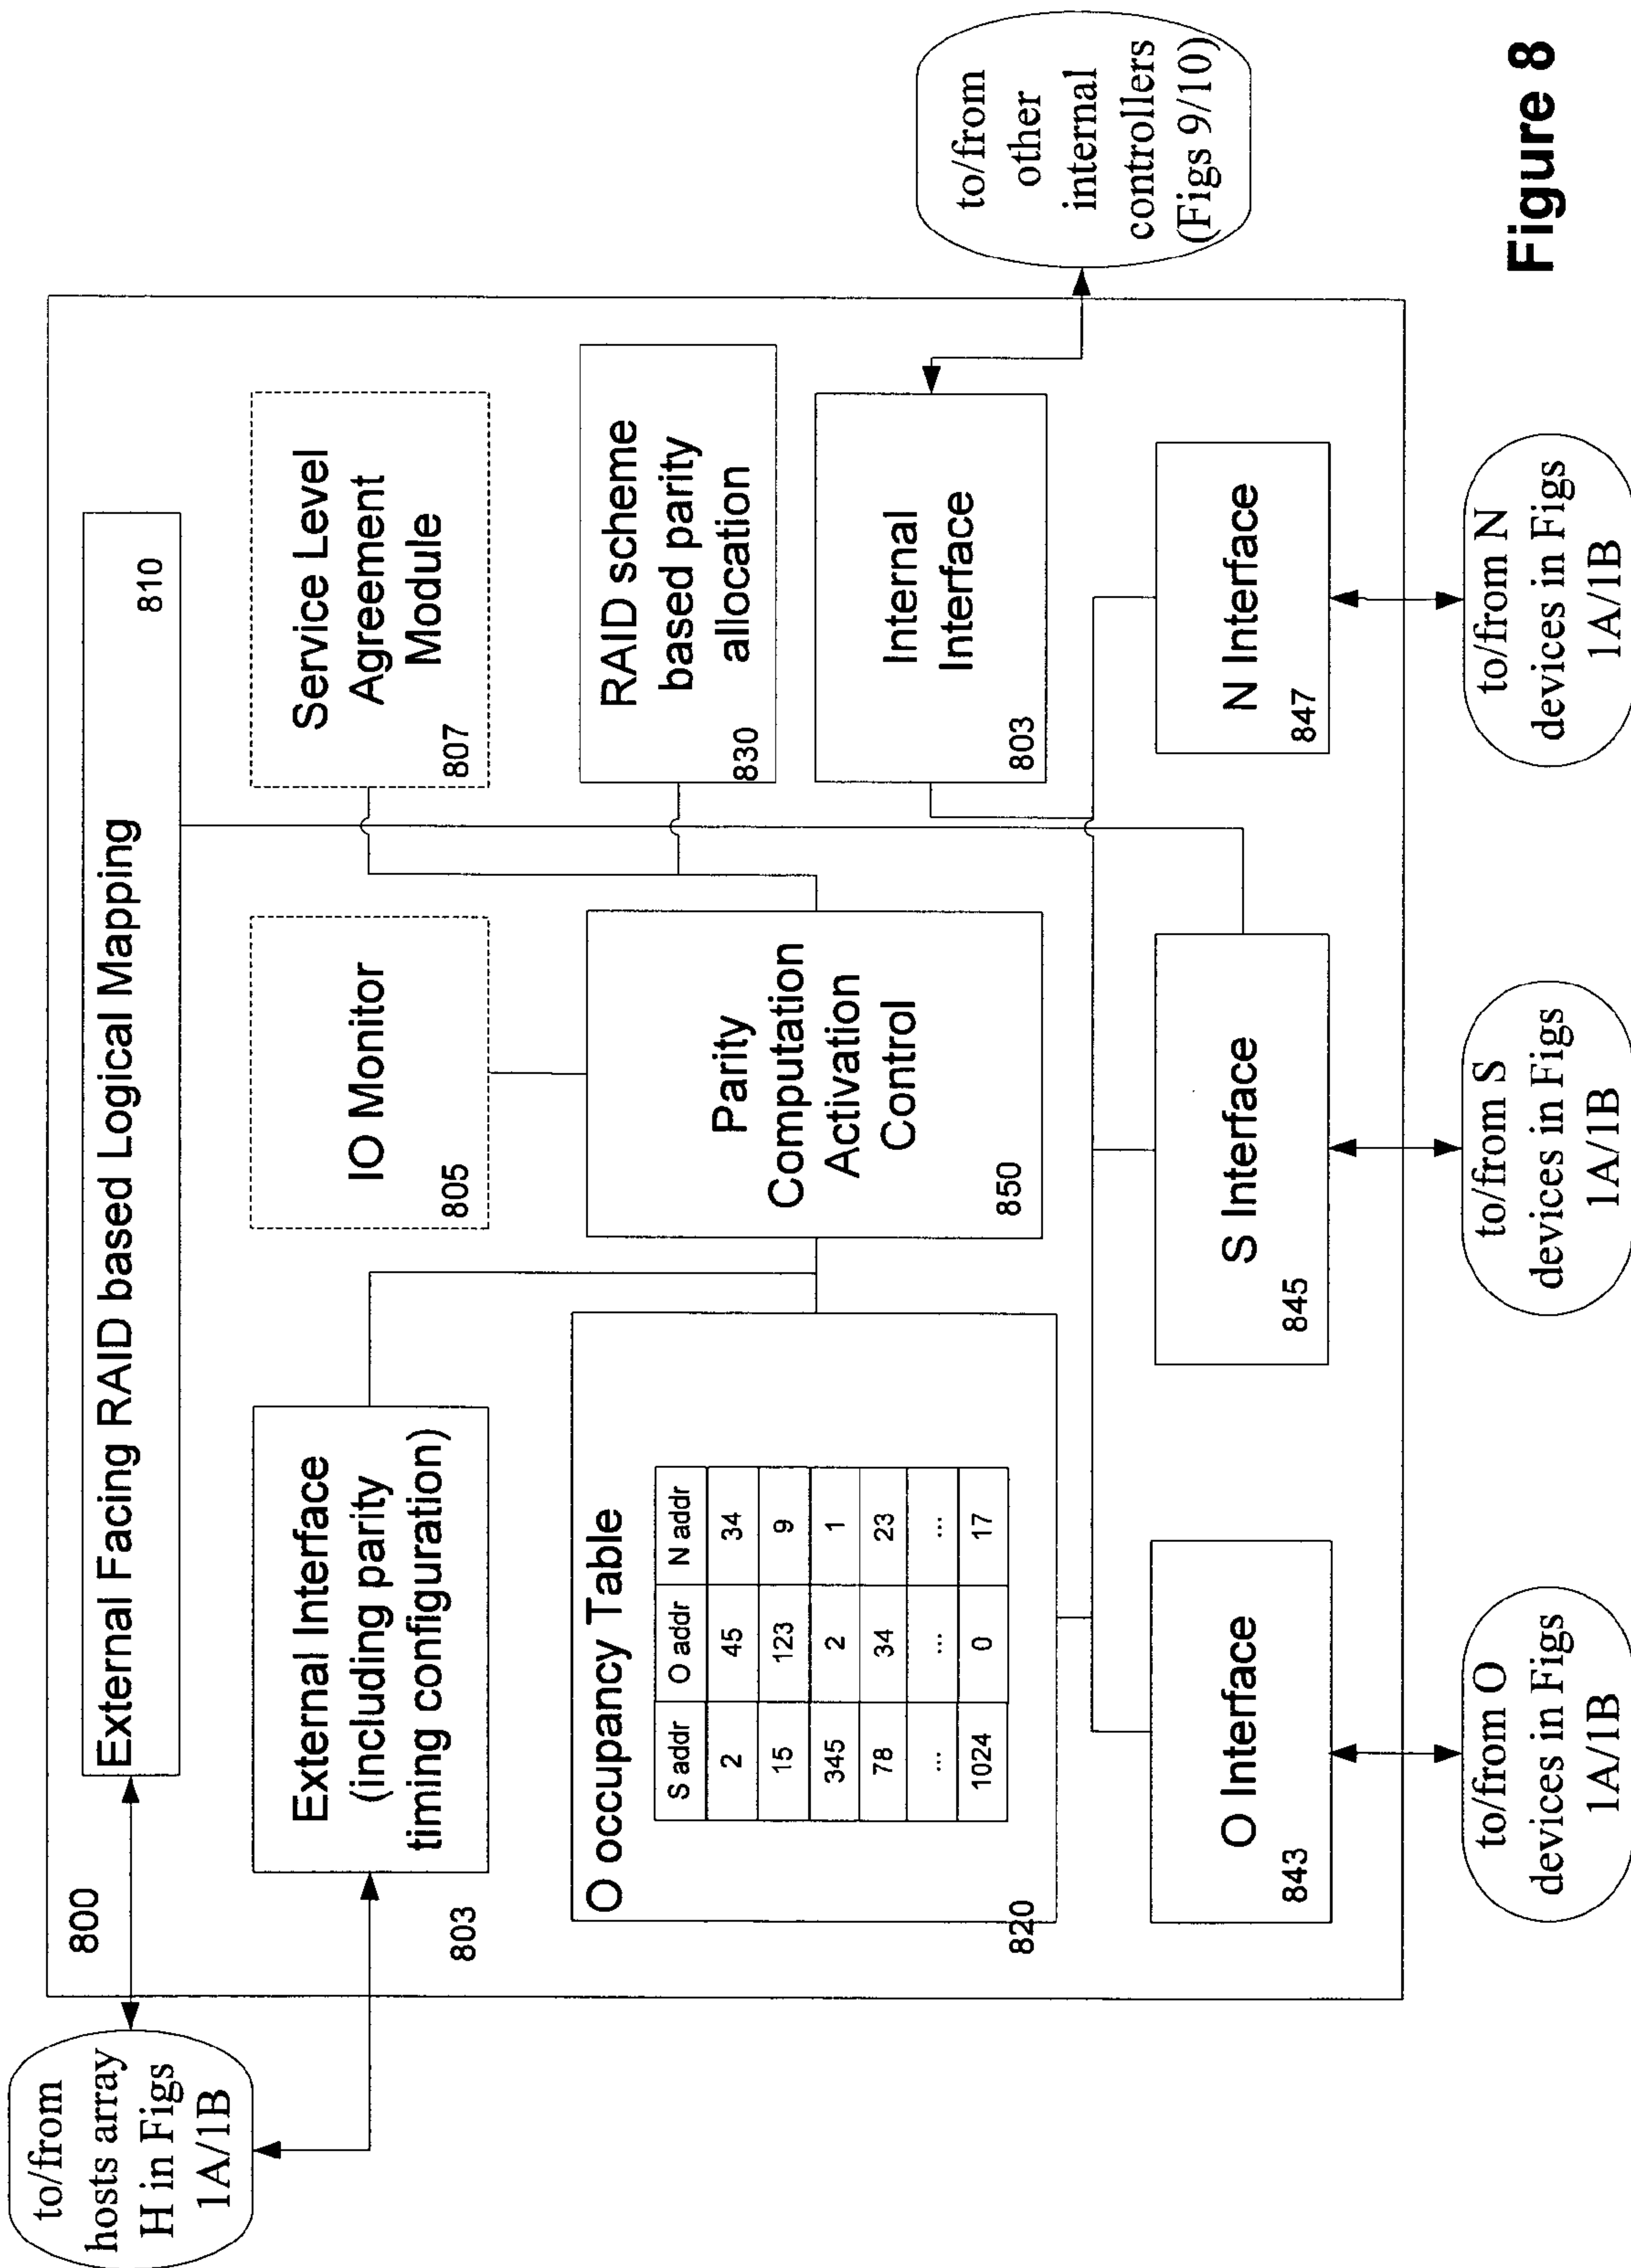 to/from
hosts array
H in Figs
1A/1B
800
External Facing RAID based Logical Mapping
810
External Interface
(including parity
timing configuration)
803
IO Monitor
805
Service Level
Agreement
Module
807
O occupancy Table
S addr O addr N addr
2 45 34
15 123 9
345 2 1
78 34 23
... ... ...
1024 0 17
820
Parity
Computation
Activation
Control
850
RAID scheme
based parity
allocation
830
Internal
Interface
803
to/from
other
internal
controllers
(Figs 9/10)
O Interface
843
S Interface
845
N Interface
847
to/from O
devices in Figs
1A/1B
to/from S
devices in Figs
1A/1B
to/from N
devices in Figs
1A/1B
Figure 8